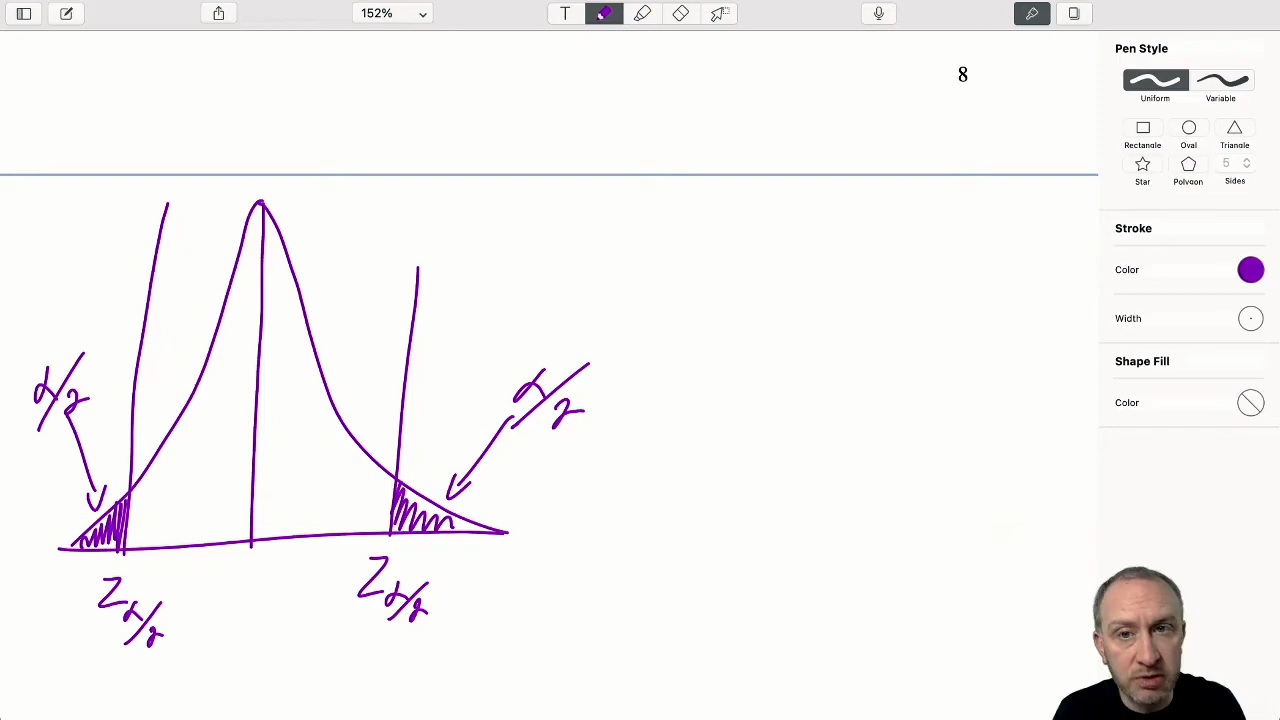 152%
T
Pen Style
8
Uniform Variable
Rectangle Oval Triangle
5
Star Polygon Sides
Stroke
Color
Width
Shape Fill
Color
α/2
α/2
Z α/2
Z α/2